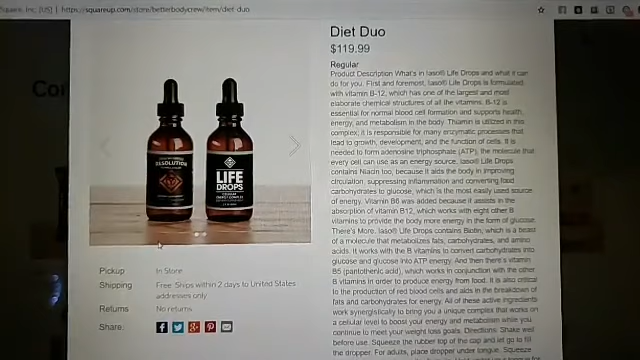 https://squareup.com/store/betterbodycrew/item/diet-duo
Diet Duo
$119.99
Regular
Product Description What's in Iaso® Life Drops and what it can
do for you. First and foremost, Iaso® Life Drops is formulated
with vitamin B-12, which has one of the largest and most
elaborate chemical structures of all the vitamins. B-12 is
essential for normal blood cell formation and supports health,
energy, and metabolism in the body. Thiamin is utilized in this
complex; it is responsible for many enzymatic processes that
lead to growth, development, and the function of cells. It is
needed to form adenosine triphosphate (ATP), the molecule that
every cell can use as an energy source. Iaso® Life Drops
contains Niacin too, because it aids the body in improving
circulation, suppressing inflammation and converting food
carbohydrates to glucose, which is the most easily used source
of energy. Vitamin B6 was added because it assists in the
absorption of vitamin B12, which works with eight other B
vitamins to provide the body more energy in the form of glucose.
There's More. Iaso® Life Drops contains Biotin, which is a beast
of a molecule that metabolizes fats, carbohydrates, and amino
acids. It works with the B vitamins to convert carbohydrates into
glucose and glucose into ATP energy. And then there's vitamin
B5 (pantothenic acid), which works in conjunction with the other
B vitamins in order to produce energy from food. It is also critical
to the production of red blood cells and aids in the breakdown of
fats and carbohydrates for energy. All of these active ingredients
work synergistically to bring you a unique complex that works on
a cellular level to boost your energy and metabolism while you
continue to meet your weight loss goals. Directions: Shake well
before use. Squeeze the rubber top of the cap and let go to fill
the dropper. For adults, place dropper under tongue. Squeeze
RESOLUTION
LIFE
DROPS
Pickup In Store
Shipping Free. Ships within 2 days to United States
addresses only
Returns No returns
Share: